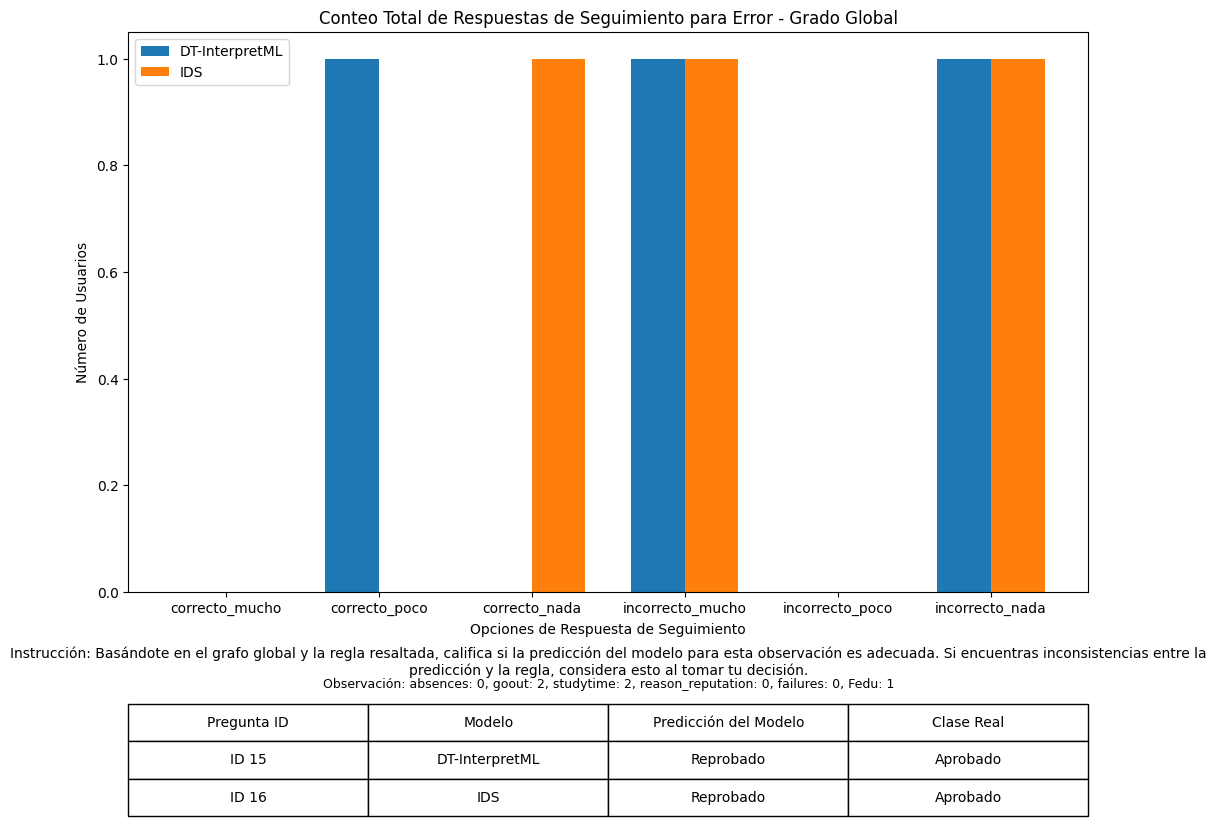 Conteo Total de Respuestas de Seguimiento para Error - Grado Global
DT-InterpretML
IDS
Número de Usuarios
1.0
0.8
0.6
0.4
0.2
0.0
correcto_mucho correcto_poco correcto_nada incorrecto_mucho incorrecto_poco incorrecto_nada
Opciones de Respuesta de Seguimiento
Instrucción: Basándote en el grafo global y la regla resaltada, califica si la predicción del modelo para esta observación es adecuada. Si encuentras inconsistencias entre la
predicción y la regla, considera esto al tomar tu decisión.
Observación: absences: 0, goout: 2, studytime: 2, reason_reputation: 0, failures: 0, Fedu: 1
Pregunta ID Modelo Predicción del Modelo Clase Real
ID 15 DT-InterpretML Reprobado Aprobado
ID 16 IDS Reprobado Aprobado